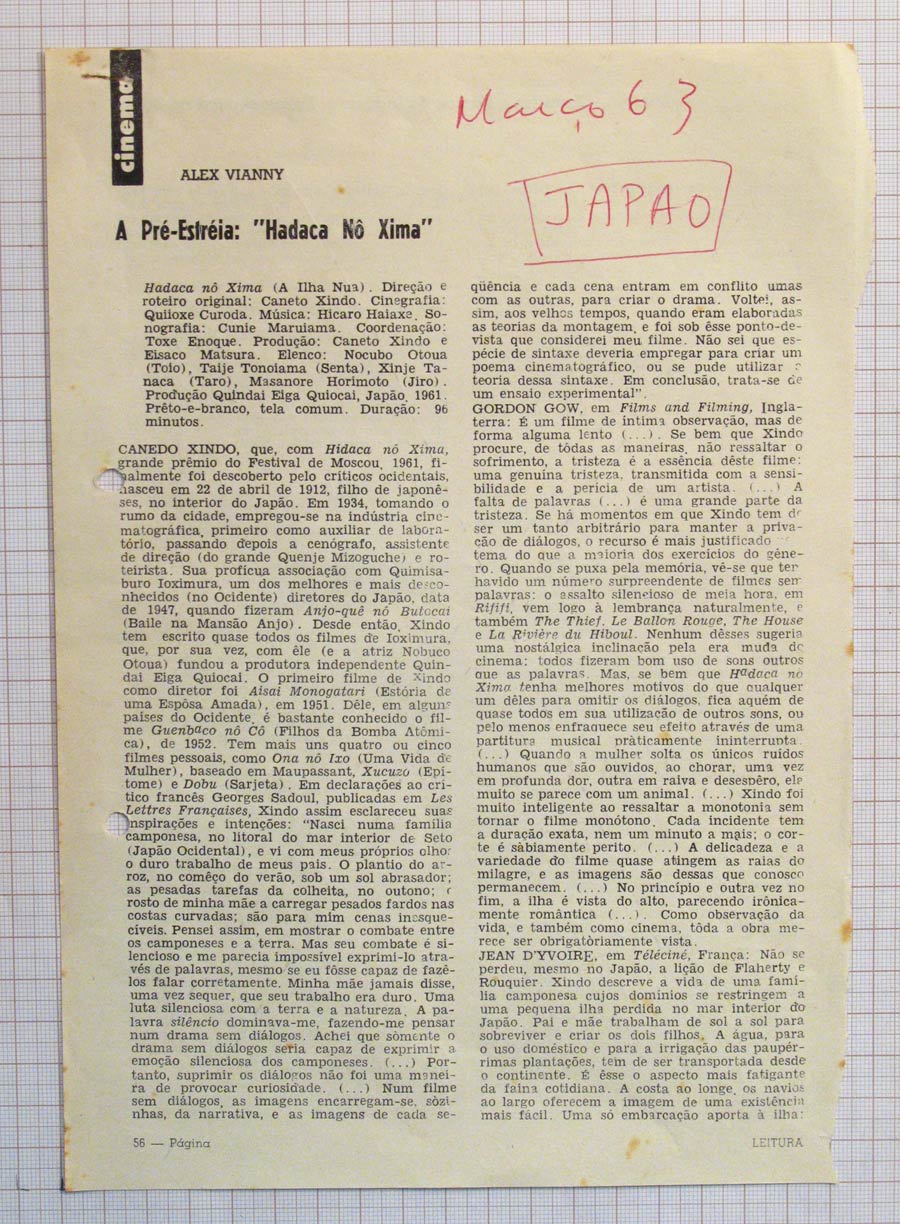 cinema
Março 63
JAPAO
ALEX VIANNY
A Pré-Estréia: "Hadaca Nô Xima"
Hadaca nô Xima (A Ilha Nua). Direção e
roteiro original: Caneto Xindo. Cinegrafia:
Quiioxe Curoda. Música: Hicaro Haiaxe. So-
nografia: Cunie Maruiama. Coordenação:
Toxe Enoque. Produção: Caneto Xindo e
Eisaco Matsura. Elenco: Nocubo Otoua
(Toio), Taije Tonoiama (Senta), Xinje Ta-
naca (Taro), Masanore Horimoto (Jiro).
Produção Quindai Eiga Quiocai, Japão, 1961.
Prêto-e-branco, tela comum. Duração: 96
minutos.
CANEDO XINDO, que, com Hidaca nô Xima,
grande prêmio do Festival de Moscou, 1961, fi-
nalmente foi descoberto pelo críticos ocidentais,
nasceu em 22 de abril de 1912, filho de japonê-
ses, no interior do Japão. Em 1934, tomando o
rumo da cidade, empregou-se na indústria cine-
matográfica, primeiro como auxiliar de labora-
tório, passando depois a cenógrafo, assistente
de direção (do grande Quenje Mizoguche) e ro-
teirista. Sua profícua associação com Quimisa-
buro Ioximura, um dos melhores e mais desco-
nhecidos (no Ocidente) diretores do Japão, data
de 1947, quando fizeram Anjo-quê nô Butocai
(Baile na Mansão Anjo). Desde então, Xindo
tem escrito quase todos os filmes de Ioximura,
que, por sua vez, com êle (e a atriz Nobuco
Otoua) fundou a produtora independente Quin-
dai Eiga Quiocai. O primeiro filme de Xindo
como diretor foi Aisai Monogatari (Estória de
uma Espôsa Amada), em 1951. Dêle, em alguns
países do Ocidente, é bastante conhecido o fil-
me Guenbaco nô Cô (Filhos da Bomba Atômi-
ca), de 1952. Tem mais uns quatro ou cinco
filmes pessoais, como Ona nô Ixo (Uma Vida de
Mulher), baseado em Maupassant, Xucuzo (Epí-
tome) e Dobu (Sarjeta). Em declarações ao crí-
tico francês Georges Sadoul, publicadas em Les
Lettres Françaises, Xindo assim esclareceu suas
inspirações e intenções: "Nasci numa família
camponesa, no litoral do mar interior de Seto
(Japão Ocidental), e vi com meus próprios olhos
o duro trabalho de meus pais. O plantio do ar-
roz, no comêço do verão, sob um sol abrasador;
as pesadas tarefas da colheita, no outono; o
rosto de minha mãe a carregar pesados fardos nas
costas curvadas; são para mim cenas inesque-
cíveis. Pensei assim, em mostrar o combate entre
os camponeses e a terra. Mas seu combate é si-
lencioso e me parecia impossível exprimi-lo atra-
vés de palavras, mesmo se eu fôsse capaz de fazê-
los falar corretamente. Minha mãe jamais disse,
uma vez sequer, que seu trabalho era duro. Uma
luta silenciosa com a terra e a natureza. A pa-
lavra silêncio dominava-me, fazendo-me pensar
num drama sem diálogos. Achei que sòmente o
drama sem diálogos seria capaz de exprimir a
emoção silenciosa dos camponeses. (...) Por-
tanto, suprimir os diálogos não foi uma manei-
ra de provocar curiosidade. (...) Num filme
sem diálogos, as imagens encarregam-se, sòzi-
nhas, da narrativa, e as imagens de cada se-
qüência e cada cena entram em conflito umas
com as outras, para criar o drama. Voltei, as-
sim, aos velhos tempos, quando eram elaboradas
as teorias da montagem, e foi sob êsse ponto-de-
vista que considerei meu filme. Não sei que es-
pécie de sintaxe deveria empregar para criar um
poema cinematográfico, ou se pude utilizar a
teoria dessa sintaxe. Em conclusão, trata-se de
um ensaio experimental".
GORDON GOW, em Films and Filming, Ingla-
terra: É um filme de íntima observação, mas de
forma alguma lento (...). Se bem que Xindo
procure, de tôdas as maneiras, não ressaltar o
sofrimento, a tristeza é a essência dêste filme:
uma genuína tristeza, transmitida com a sensi-
bilidade e a perícia de um artista. (...) A
falta de palavras (...) é uma grande parte da
tristeza. Se há momentos em que Xindo tem de
ser um tanto arbitrário para manter a priva-
ção de diálogos, o recurso é mais justificado
tema do que a maioria dos exercícios do gêne-
ro. Quando se puxa pela memória, vê-se que ter
havido um número surpreendente de filmes sem
palavras: o assalto silencioso de meia hora, em
Rififi, vem logo à lembrança naturalmente, e
também The Thief, Le Ballon Rouge, The House
e La Rivière du Hiboul. Nenhum dêsses sugeria
uma nostálgica inclinação pela era muda do
cinema: todos fizeram bom uso de sons outros
que as palavras. Mas, se bem que Hadaca no
Xima tenha melhores motivos do que qualquer
um dêles para omitir os diálogos, fica aquém de
quase todos em sua utilização de outros sons, ou
pelo menos enfraquece seu efeito através de uma
partitura musical pràticamente ininterrupta.
(...) Quando a mulher solta os únicos ruídos
humanos que são ouvidos, ao chorar, uma vez
em profunda dor, outra em raiva e desespêro, ela
muito se parece com um animal. (...) Xindo foi
muito inteligente ao ressaltar a monotonia sem
tornar o filme monótono. Cada incidente tem
a duração exata, nem um minuto a mais; o cor-
te é sàbiamente perito. (...) A delicadeza e a
variedade do filme quase atingem as raias do
milagre, e as imagens são dessas que conosco
permanecem. (...) No princípio e outra vez no
fim, a ilha é vista do alto, parecendo irônica-
mente romântica (...). Como observação da
vida, e também como cinema, tôda a obra me-
rece ser obrigatòriamente vista.
JEAN D'YVOIRE, em Téléciné, França: Não se
perdeu, mesmo no Japão, a lição de Flaherty e
Rouquier. Xindo descreve a vida de uma famí-
lia camponesa cujos domínios se restringem a
uma pequena ilha perdida no mar interior do
Japão. Pai e mãe trabalham de sol a sol para
sobreviver e criar os dois filhos. A água, para
o uso doméstico e para a irrigação das paupér-
rimas plantações, tem de ser transportada desde
o continente. É êsse o aspecto mais fatigante
da faina cotidiana. A costa ao longe, os navios
ao largo oferecem a imagem de uma existência
mais fácil. Uma só embarcação aporta à ilha:
56 — Página
LEITURA